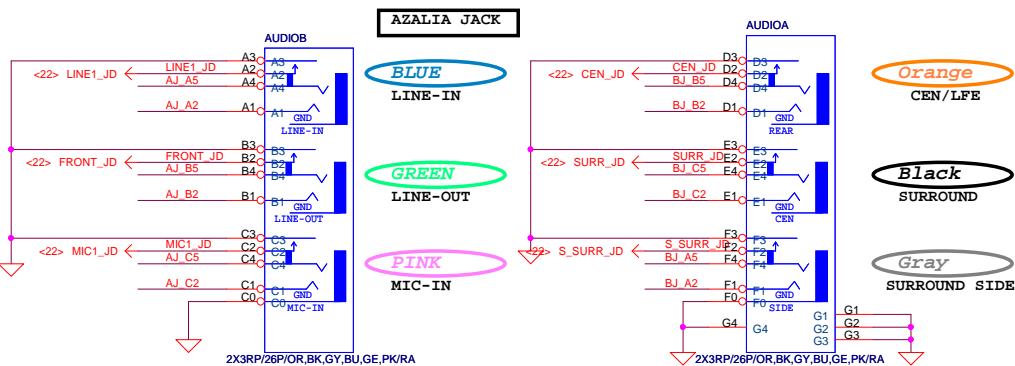 AZALIA JACK
AUDIOB
A3 A3
<22> LINE1_JD LINE1_JD A2 A2
AJ_A5 A4 A4
AJ_A2 A1 A1
GND
LINE-IN
BLUE
LINE-IN
B3 B3
<22> FRONT_JD FRONT_JD B2 B2
AJ_B5 B4 B4
AJ_B2 B1 B1
GND
LINE-OUT
GREEN
LINE-OUT
C3 C3
<22> MIC1_JD MIC1_JD C2 C2
AJ_C5 C4 C4
AJ_C2 C1 C1
GND
C0 C0
MIC-IN
PINK
MIC-IN
2X3RP/26P/OR,BK,GY,BU,GE,PK/RA
AUDIOA
D3 D3
<22> CEN_JD CEN_JD D2 D2
BJ_B5 D4 D4
BJ_B2 D1 D1
GND
REAR
Orange
CEN/LFE
E3 E3
<22> SURR_JD SURR_JD E2 E2
BJ_C5 E4 E4
BJ_C2 E1 E1
GND
CEN
Black
SURROUND
F3 F3
<22> S_SURR_JD S_SURR_JD F2 F2
BJ_A5 F4 F4
BJ_A2 F1 F1
GND
F0 F0
SIDE
Gray
SURROUND SIDE
G1 G1
G4 G4 G2 G2
G3 G3
2X3RP/26P/OR,BK,GY,BU,GE,PK/RA